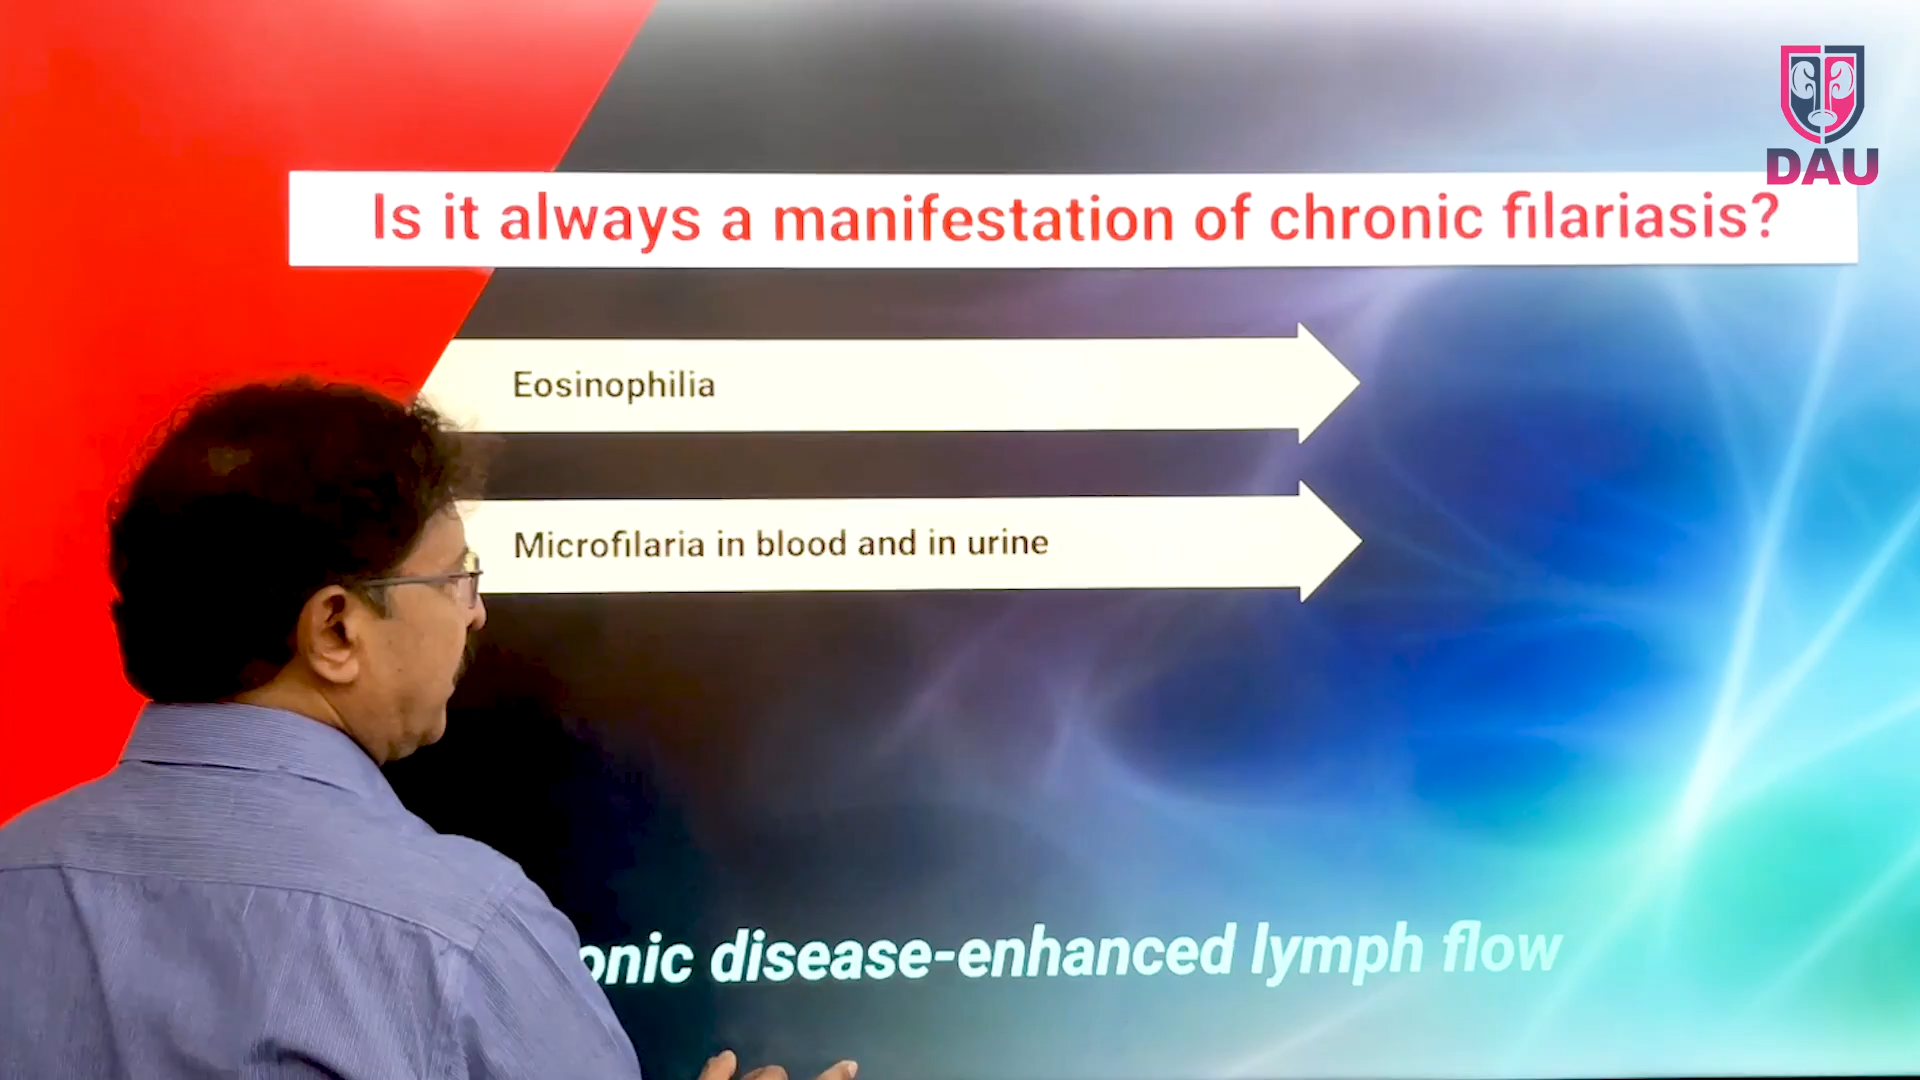 DAU
Is it always a manifestation of chronic filariasis?
Eosinophilia
Microfilaria in blood and in urine
disease-enhanced lymph flow